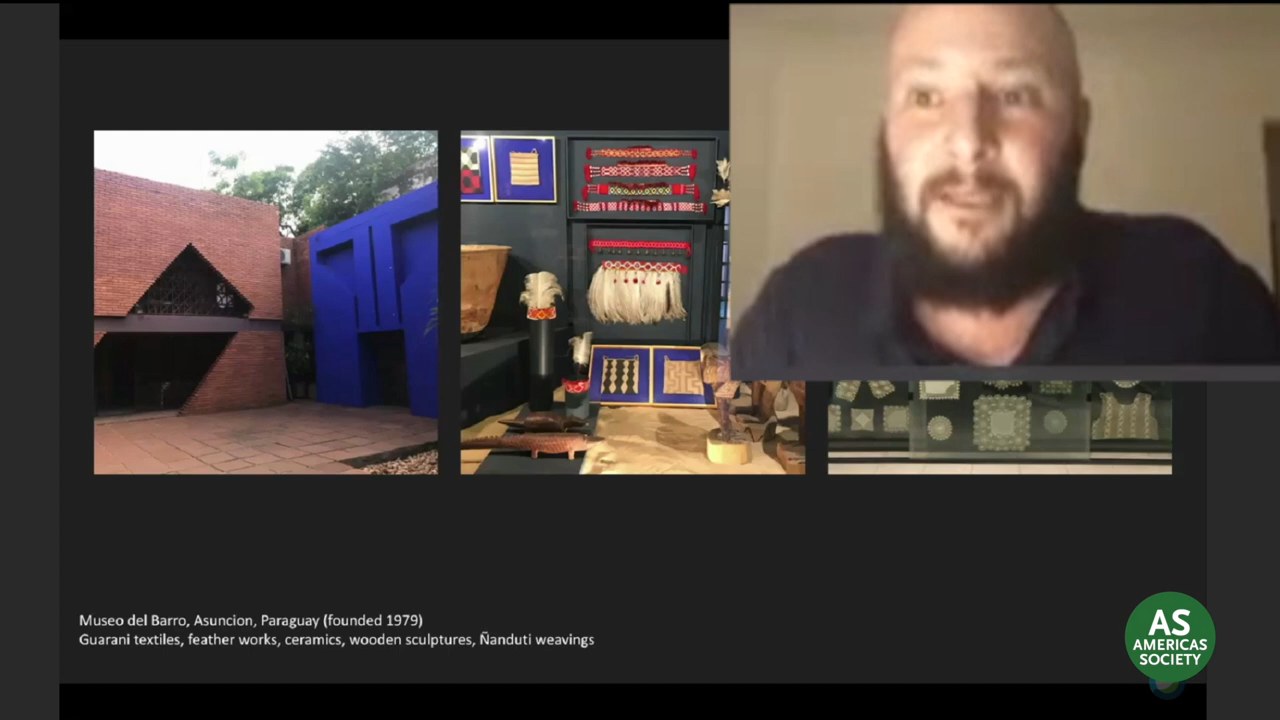 Museo del Barro, Asuncion, Paraguay (founded 1979)
Guarani textiles, feather works, ceramics, wooden sculptures, Ñanduti weavings
AS
AMERICAS
SOCIETY